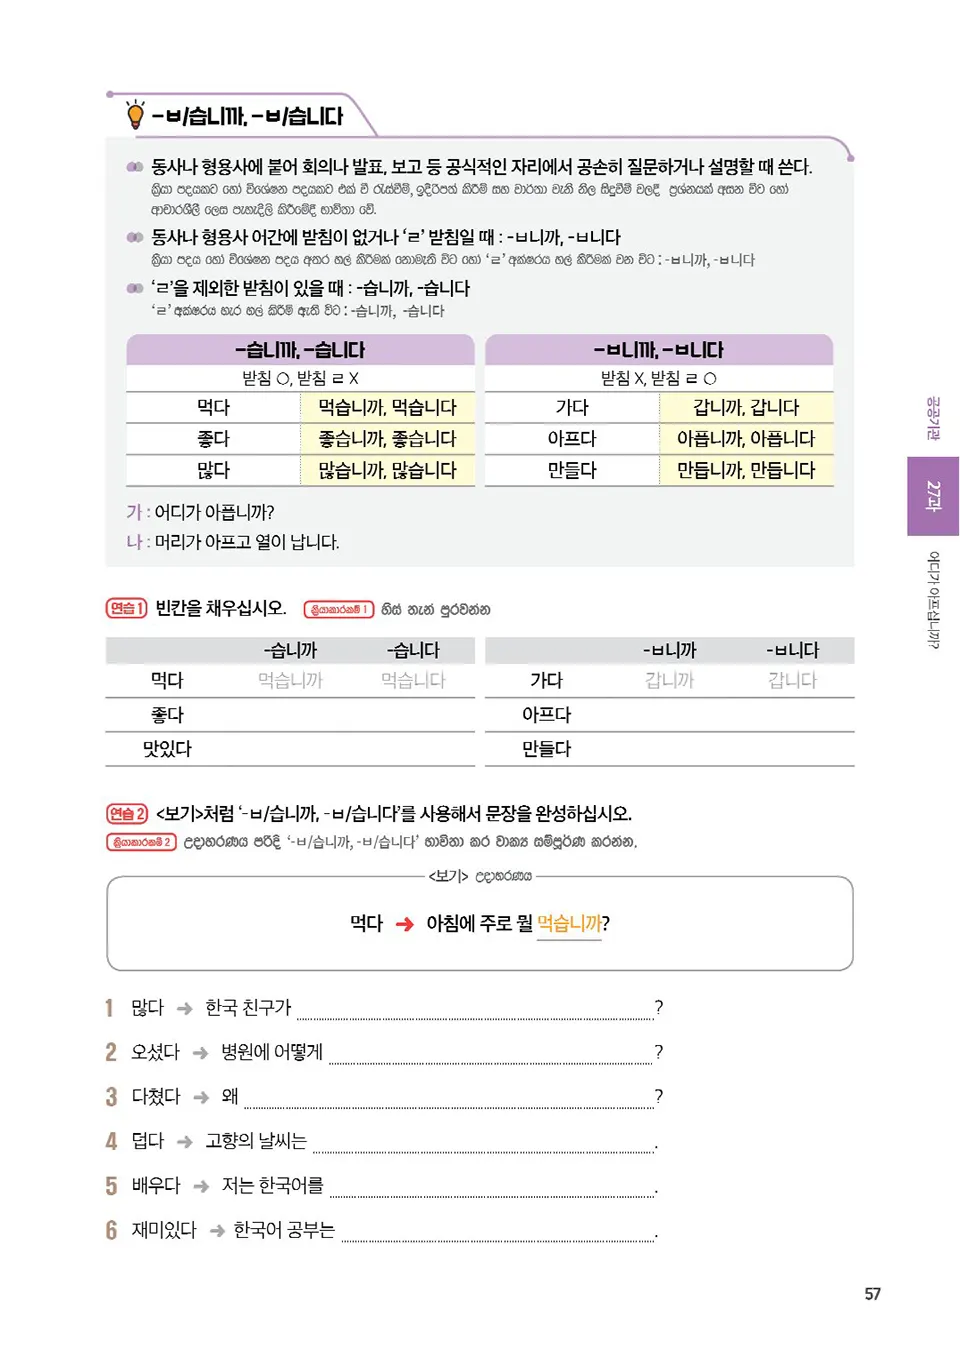 -ㅂ/습니까, -ㅂ/습니다
동사나 형용사에 붙어 회의나 발표, 보고 등 공식적인 자리에서 공손히 질문하거나 설명할 때 쓴다.
ක්‍රියා පදයකට හෝ විශේෂන පදයකට එක් වී රැස්වීම්, ඉදිරිපත් කිරීම් සහ වාර්තා වැනි නිල සිදුවීම් වලදී ප්‍රශ්නයක් අසන විට හෝ
ආචාරශීලී ලෙස පැහැදිලි කිරීමේදී භාවිතා වේ.
동사나 형용사 어간에 받침이 없거나 ‘ㄹ’ 받침일 때 : -ㅂ니까, -ㅂ니다
ක්‍රියා පදය හෝ විශේෂන පදය අතර හල් කිරීමක් නොමැති විට හෝ ‘ㄹ’ අක්ෂරය හල් කිරීමක් වන විට : -ㅂ니까, -ㅂ니다
‘ㄹ’을 제외한 받침이 있을 때 : -습니까, -습니다
‘ㄹ’ අක්ෂරය හැර හල් කිරීම් ඇති විට : -습니까, -습니다
-습니까, -습니다 -ㅂ니까, -ㅂ니다
받침 O, 받침 ㄹ X 받침 X, 받침 ㄹ O
먹다 먹습니까, 먹습니다 가다 갑니까, 갑니다
좋다 좋습니까, 좋습니다 아프다 아픕니까, 아픕니다
많다 많습니까, 많습니다 만들다 만듭니까, 만듭니다
가 : 어디가 아픕니까?
나 : 머리가 아프고 열이 납니다.
공공기관
27과
어디가 아프십니까?
연습 1 빈칸을 채우십시오. ක්‍රියාකාරකම් 1 හිස් තැන් පුරවන්න
-습니까 -습니다 -ㅂ니까 -ㅂ니다
먹다 먹습니까 먹습니다 가다 갑니까 갑니다
좋다 아프다
맛있다 만들다
연습 2 <보기>처럼 ‘-ㅂ/습니까, -ㅂ/습니다’를 사용해서 문장을 완성하십시오.
ක්‍රියාකාරකම් 2 උදාහරණය පරිදි ‘-ㅂ/습니까, -ㅂ/습니다’ භාවිතා කර වාක්‍ය සම්පූර්ණ කරන්න.
<보기> උදාහරණය
먹다 ➜ 아침에 주로 뭘 먹습니까?
1 많다 ➜ 한국 친구가 ?
2 오셨다 ➜ 병원에 어떻게 ?
3 다쳤다 ➜ 왜 ?
4 덥다 ➜ 고향의 날씨는 .
5 배우다 ➜ 저는 한국어를 .
6 재미있다 ➜ 한국어 공부는 .
57